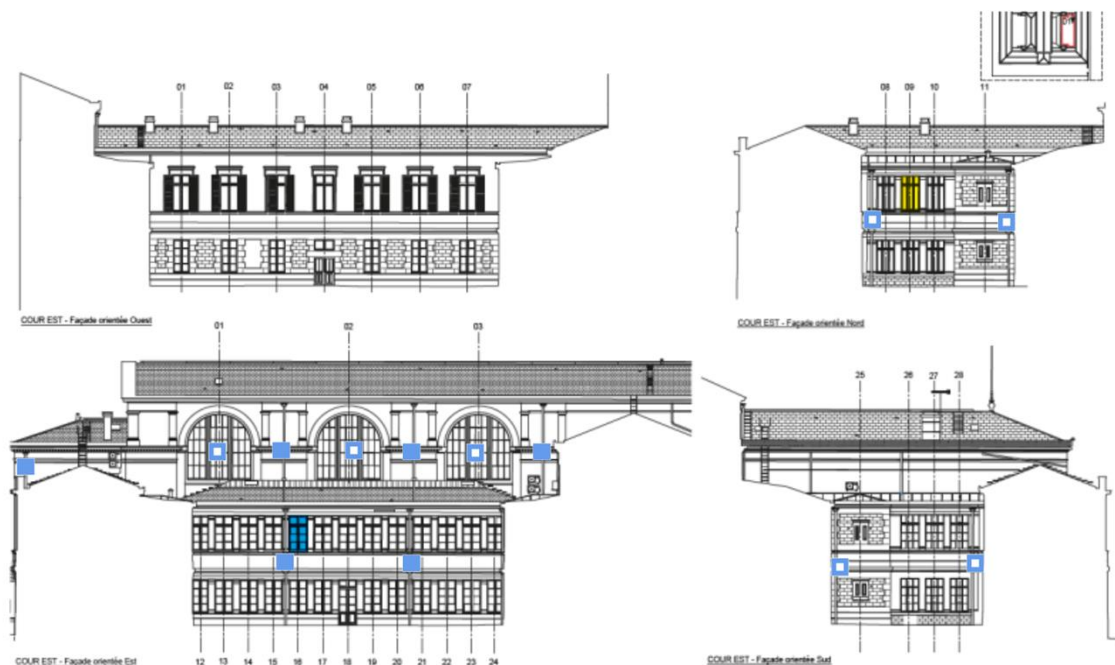 01 02 03 04 05 06 07
08 09 10 11
COUR EST - Façade orientée Ouest
COUR EST - Façade orientée Nord
01 02 03
25 26 27 28
12 13 14 15 16 17 18 19 20 21 22 23 24
COUR EST - Façade orientée Est
COUR EST - Façade orientée Sud